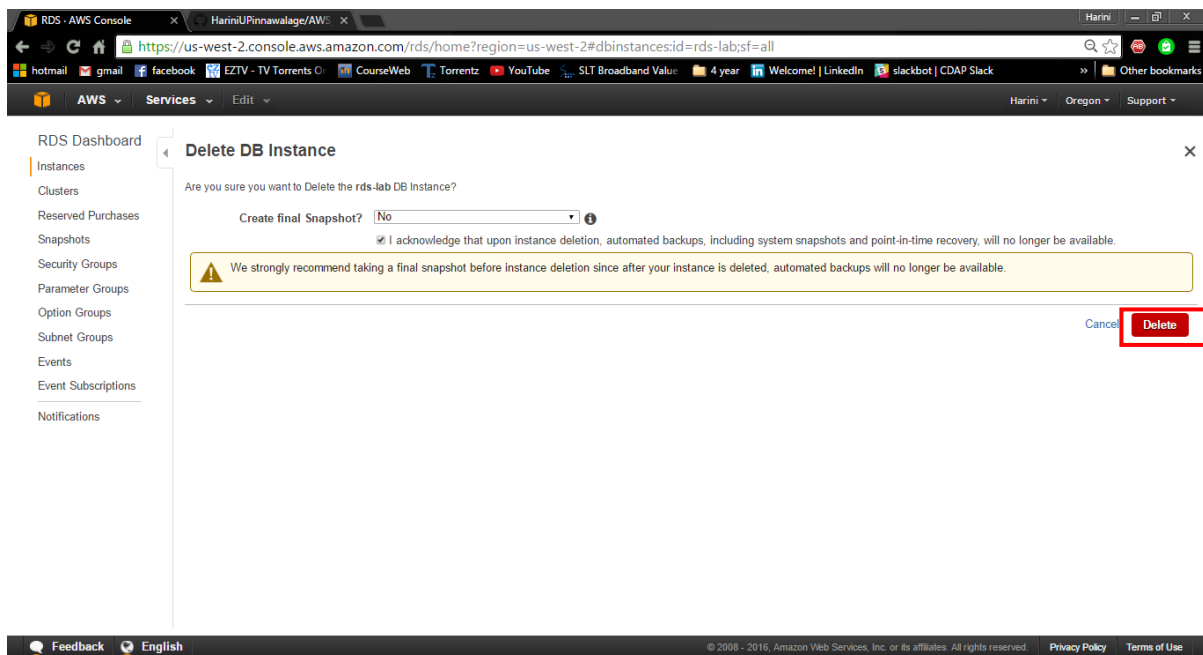 RDS · AWS Console
HariniUPinnawalage/AWS
Harini
https://us-west-2.console.aws.amazon.com/rds/home?region=us-west-2#dbinstances:id=rds-lab;sf=all
hotmail gmail facebook EZTV - TV Torrents O CourseWeb Torrentz YouTube SLT Broadband Value 4 year Welcome! | LinkedIn slackbot | CDAP Slack » Other bookmarks
AWS Services Edit Harini Oregon Support
RDS Dashboard
Instances
Clusters
Reserved Purchases
Snapshots
Security Groups
Parameter Groups
Option Groups
Subnet Groups
Events
Event Subscriptions
Notifications
Delete DB Instance
Are you sure you want to Delete the rds-lab DB Instance?
Create final Snapshot? No
I acknowledge that upon instance deletion, automated backups, including system snapshots and point-in-time recovery, will no longer be available.
We strongly recommend taking a final snapshot before instance deletion since after your instance is deleted, automated backups will no longer be available.
Cancel Delete
Feedback English © 2008 - 2016, Amazon Web Services, Inc. or its affiliates. All rights reserved. Privacy Policy Terms of Use